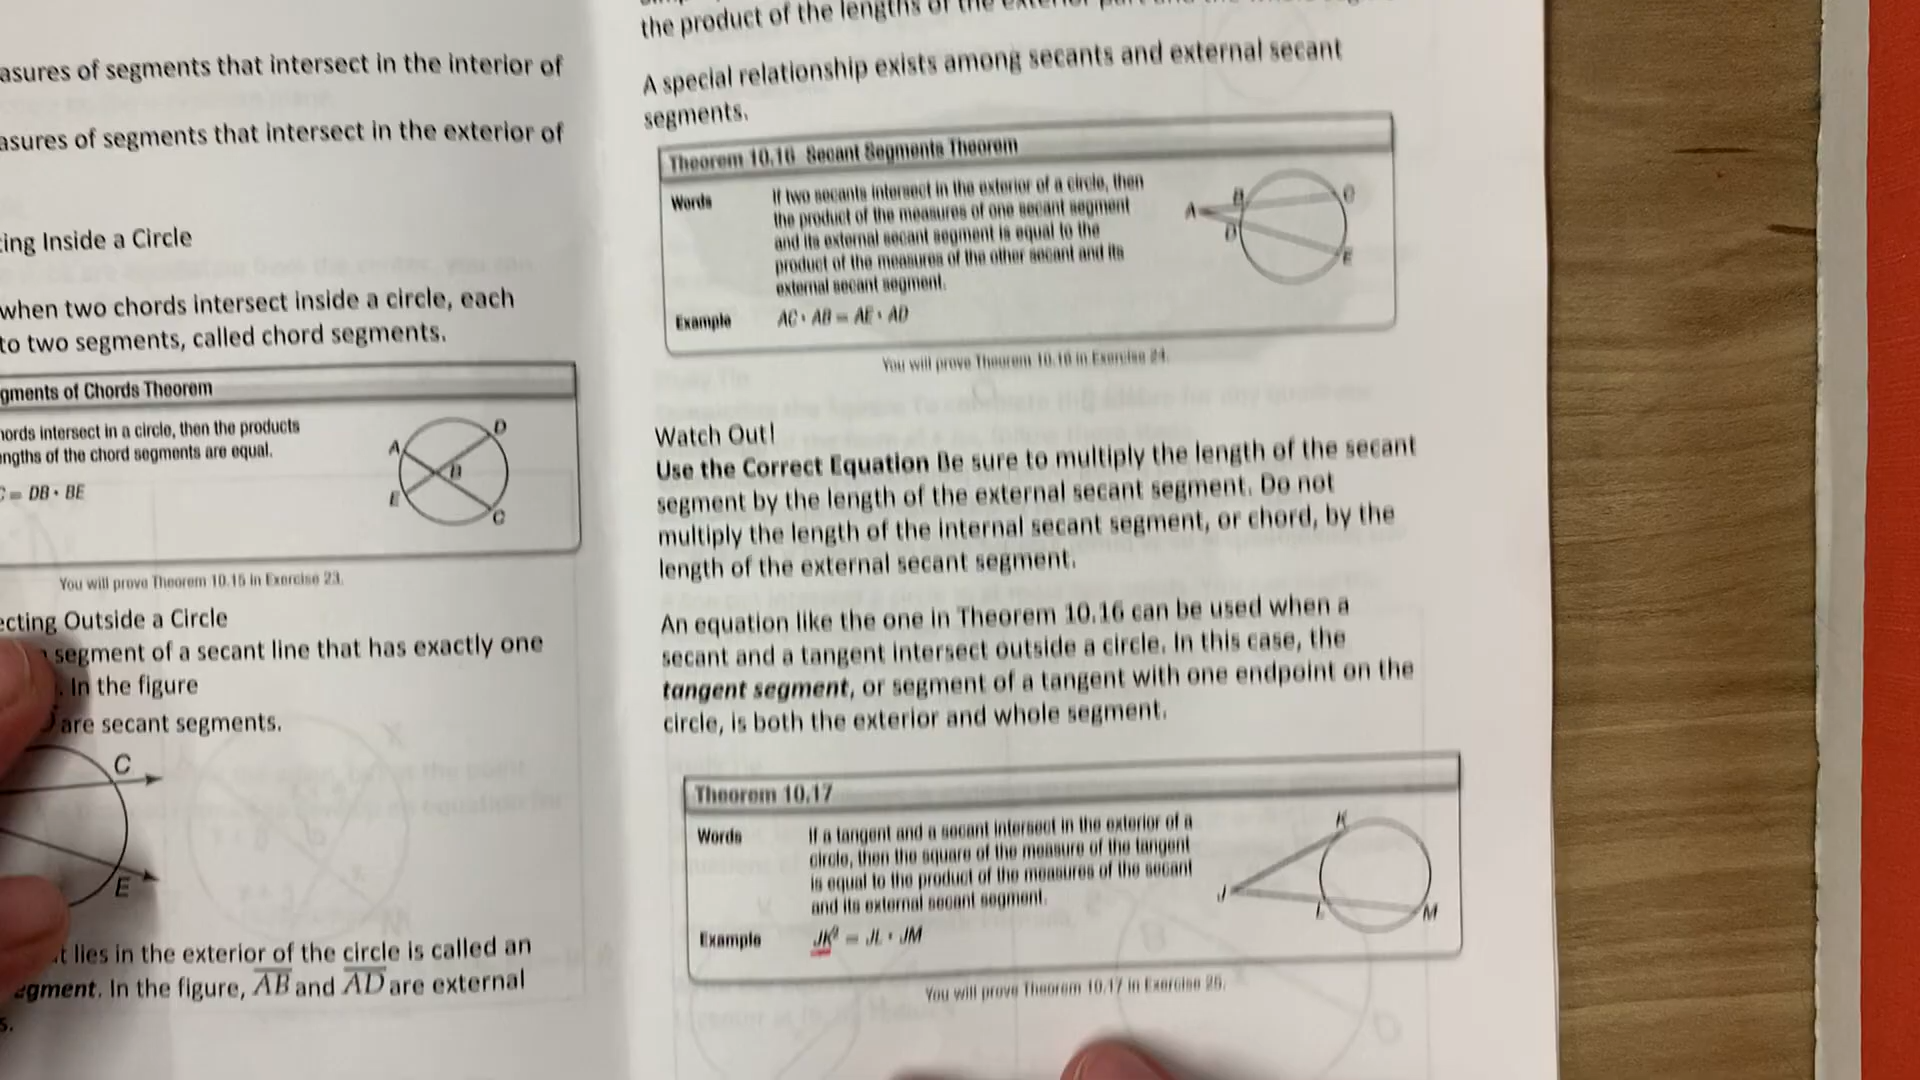 asures of segments that intersect in the interior of
asures of segments that intersect in the exterior of
ing Inside a Circle
when two chords intersect inside a circle, each
to two segments, called chord segments.
gments of Chords Theorem
hords intersect in a circle, then the products
engths of the chord segments are equal.
C = DB • BE
A
D
B
E
C
You will prove Theorem 10.15 in Exercise 23.
ecting Outside a Circle
segment of a secant line that has exactly one
. In the figure
are secant segments.
C
E
t lies in the exterior of the circle is called an
egment. In the figure, AB and AD are external
s.
the product of the lengths of the exterior part and the whole
A special relationship exists among secants and external secant
segments.
Theorem 10.16 Secant Segments Theorem
Words
If two secants intersect in the exterior of a circle, then
the product of the measures of one secant segment
and its external secant segment is equal to the
product of the measures of the other secant and its
external secant segment.
Example
AC • AB = AE • AD
A
B
C
D
E
You will prove Theorem 10.16 in Exercise 24.
Watch Out!
Use the Correct Equation Be sure to multiply the length of the secant
segment by the length of the external secant segment. Do not
multiply the length of the internal secant segment, or chord, by the
length of the external secant segment.
An equation like the one in Theorem 10.16 can be used when a
secant and a tangent intersect outside a circle. In this case, the
tangent segment, or segment of a tangent with one endpoint on the
circle, is both the exterior and whole segment.
Theorem 10.17
Words
If a tangent and a secant intersect in the exterior of a
circle, then the square of the measure of the tangent
is equal to the product of the measures of the secant
and its external secant segment.
Example
JK² = JL • JM
K
J
L
M
You will prove Theorem 10.17 in Exercise 25.